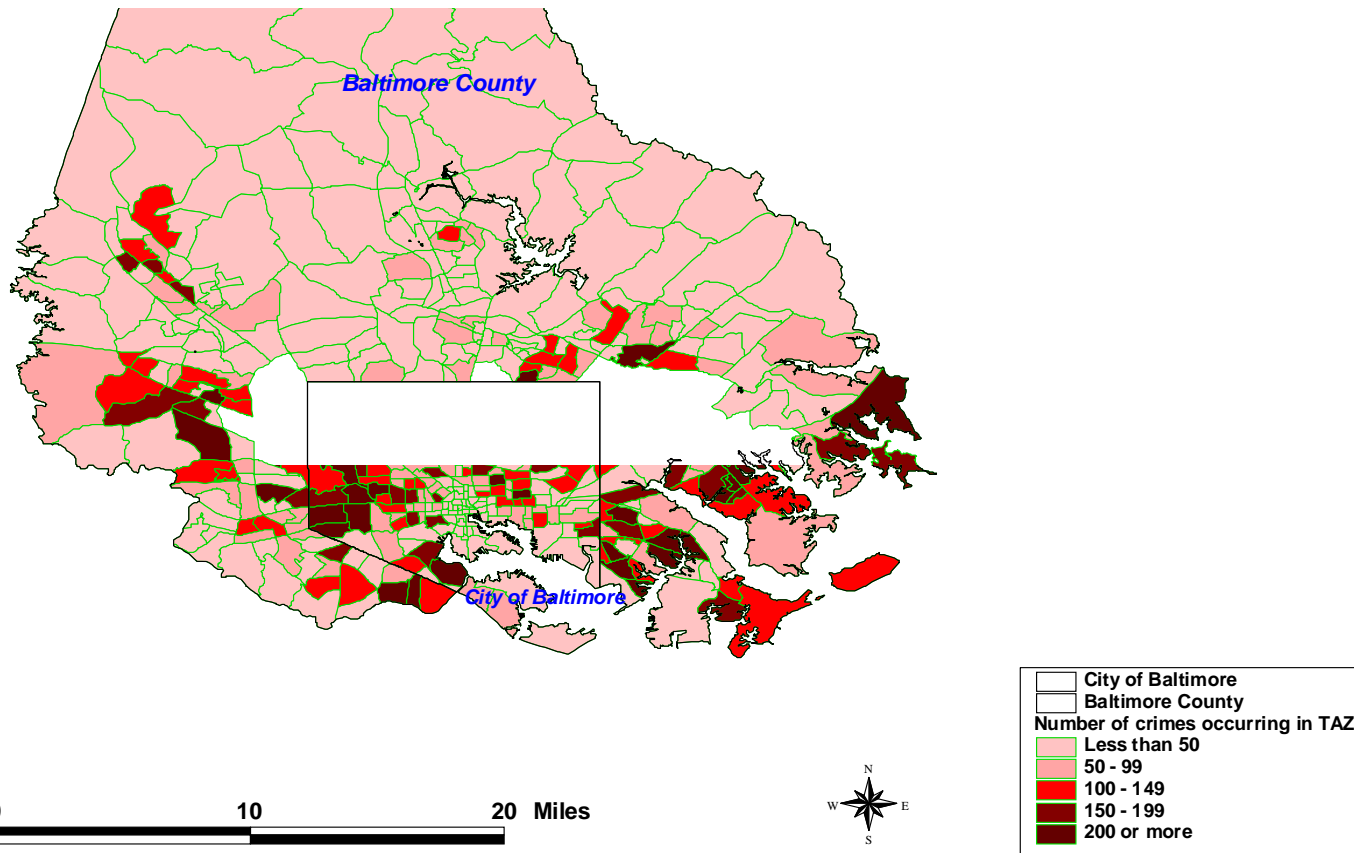 Baltimore County
City of Baltimore
City of Baltimore
Baltimore County
Number of crimes occurring in TAZ
Less than 50
50 - 99
100 - 149
150 - 199
200 or more
10
20 Miles
N
W
E
S